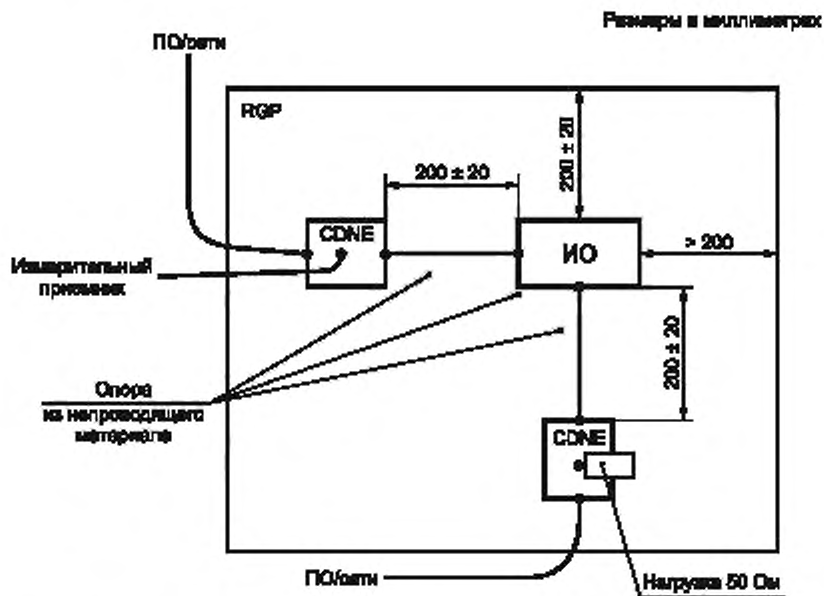 Размеры в миллиметрах
ПО/сети
RGP
200 ± 20
200 ± 20
CDNE
ИО
> 200
Измерительный
приемник
200 ± 20
Опора
из непроводящего
материала
CDNE
ПО/сети
Нагрузка 50 Ом